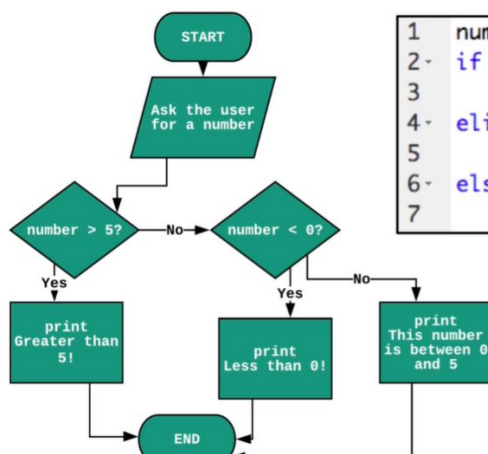 START
Ask the user
for a number
number > 5?
No
number < 0?
Yes
Yes
No
print
Greater than
5!
print
Less than 0!
print
This number
is between 0
and 5
END
1
2 if
3
4
5
6
7